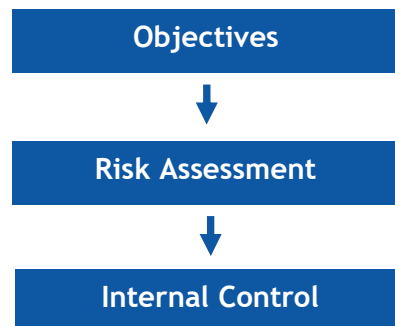 Objectives
Risk Assessment
Internal Control